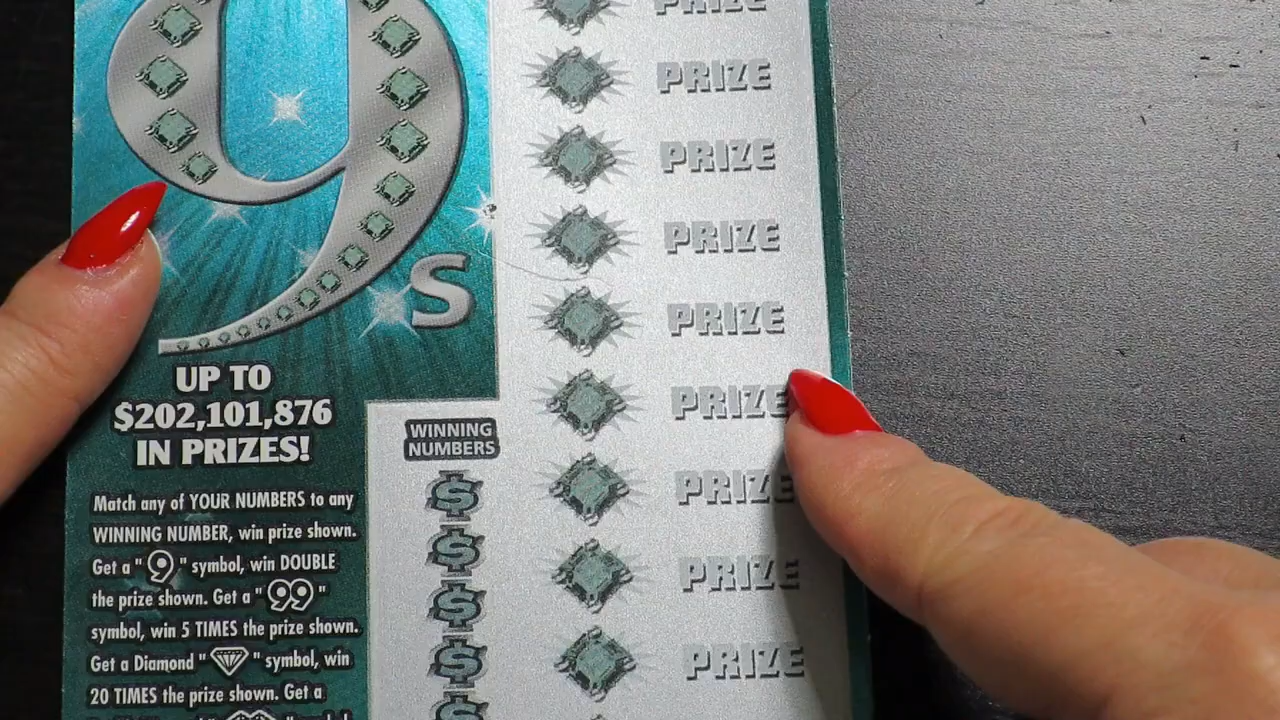 9
S
UP TO
$202,101,876
IN PRIZES!
Match any of YOUR NUMBERS to any
WINNING NUMBER, win prize shown.
Get a "9" symbol, win DOUBLE
the prize shown. Get a "99"
symbol, win 5 TIMES the prize shown.
Get a Diamond " " symbol, win
20 TIMES the prize shown. Get a
WINNING
NUMBERS
$
$
$
$
$
PRIZE
PRIZE
PRIZE
PRIZE
PRIZE
PRIZE
PRIZE
PRIZE
PRIZE